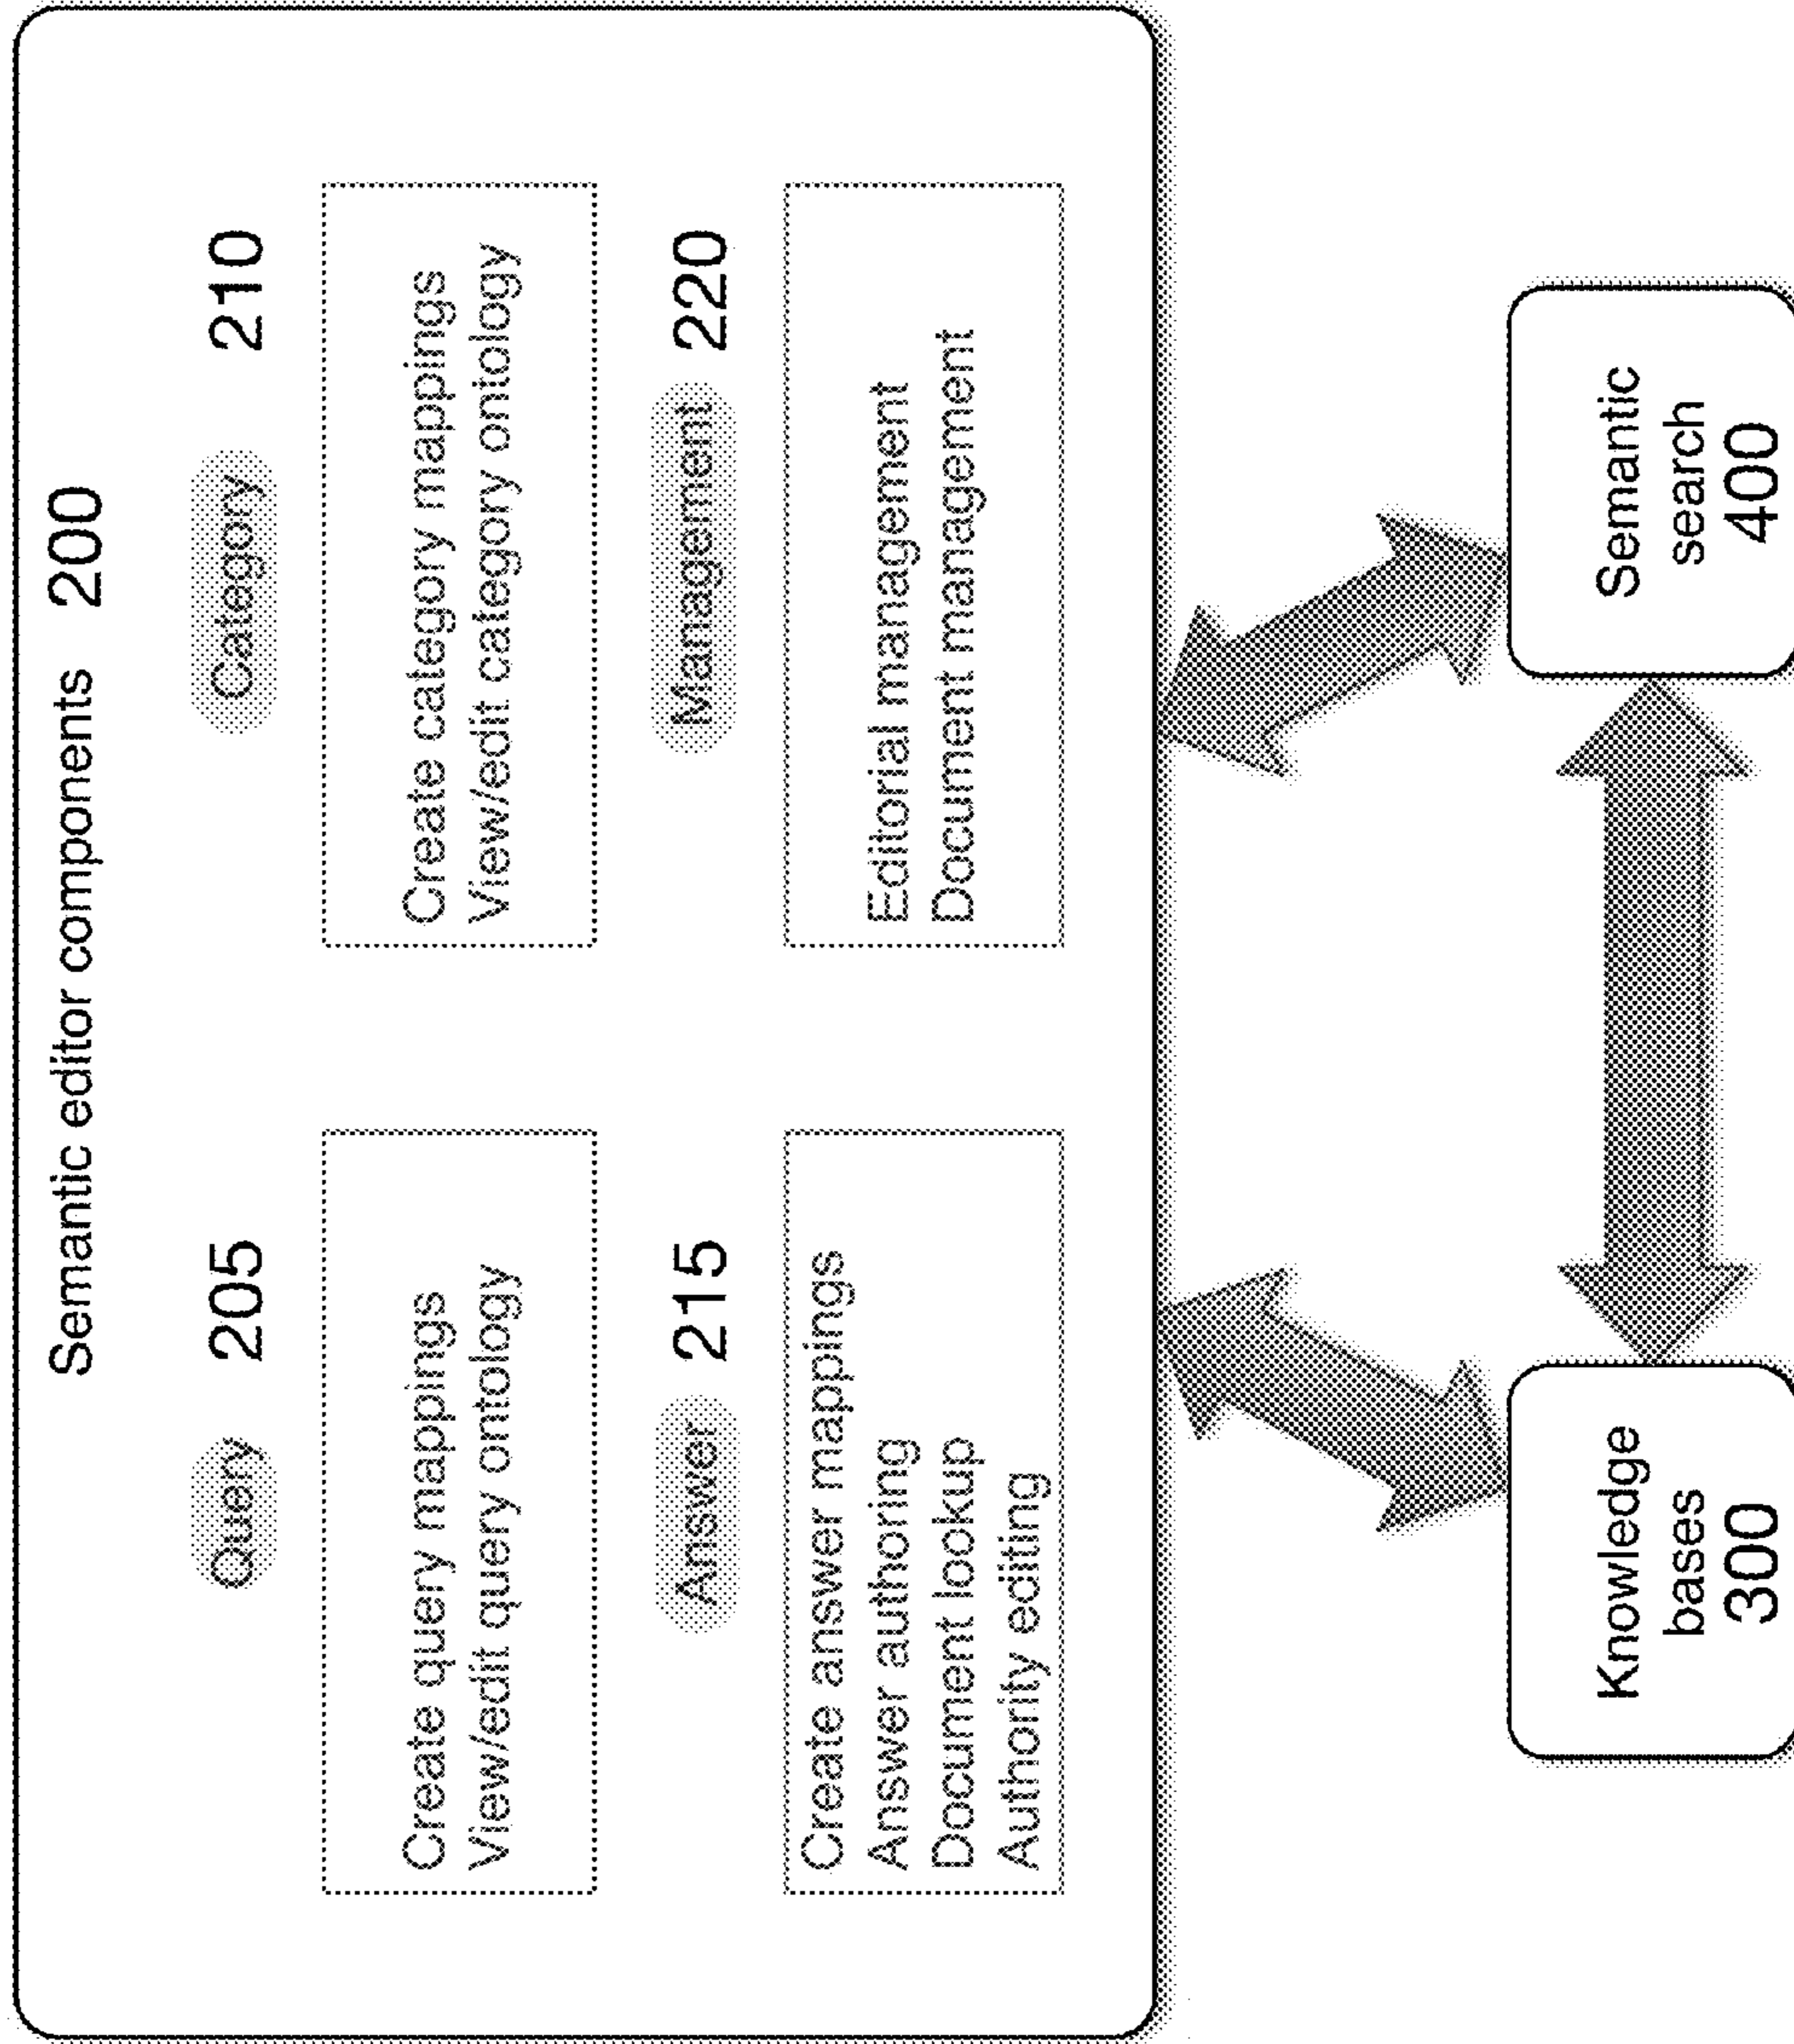 Semantic editor components 200
Query 205
Create query mappings
View/edit query ontology
Category 210
Create category mappings
View/edit category ontology
Answer 215
Create answer mappings
Answer authoring
Document lookup
Authority editing
Management 220
Editorial management
Document management
Knowledge
bases
300
Semantic
search
400